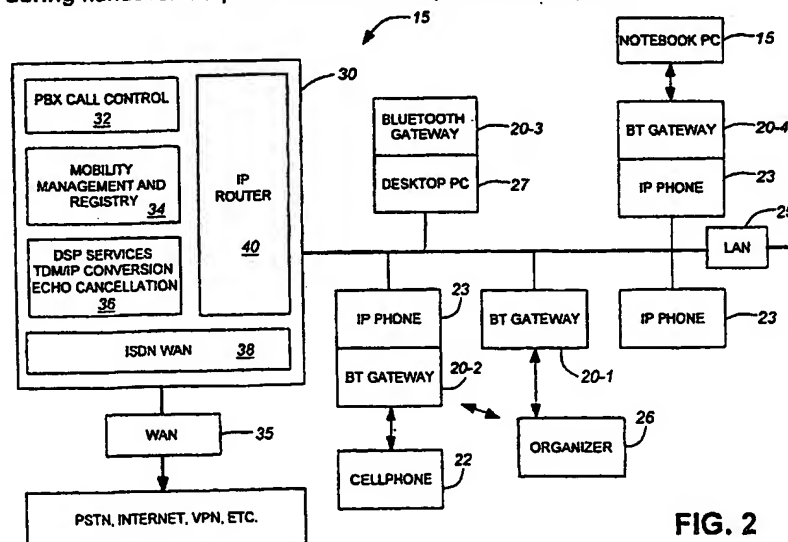 during handover
15
30
PBX CALL CONTROL
32
MOBILITY
MANAGEMENT AND
REGISTRY 34
DSP SERVICES
TDM/IP CONVERSION
ECHO CANCELLATION
36
IP
ROUTER
40
ISDN WAN 38
WAN 35
PSTN, INTERNET, VPN, ETC.
BLUETOOTH
GATEWAY
20-3
DESKTOP PC 27
NOTEBOOK PC 15
BT GATEWAY 20-4
IP PHONE 23
LAN 25
IP PHONE 23
IP PHONE 23
BT GATEWAY 20-2
BT GATEWAY
20-1
CELLPHONE 22
ORGANIZER 26
FIG. 2